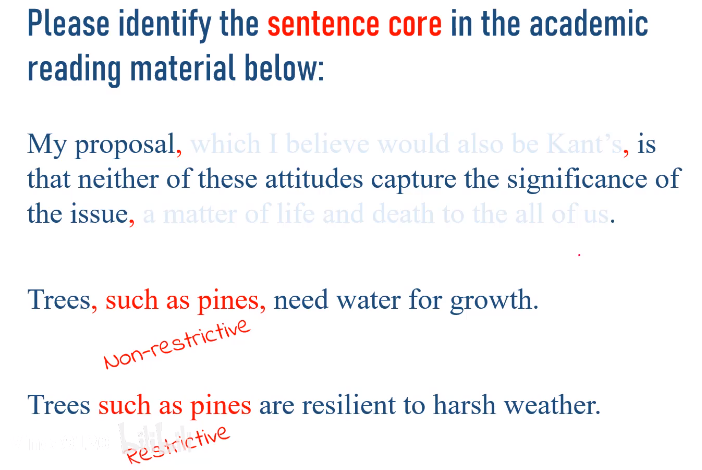 Please identify the sentence core in the academic
reading material below:
My proposal, which I believe would also be Kant's, is
that neither of these attitudes capture the significance of
the issue, a matter of life and death to the all of us.
Trees, such as pines, need water for growth.
Non-restrictive
Trees such as pines are resilient to harsh weather.
Restrictive